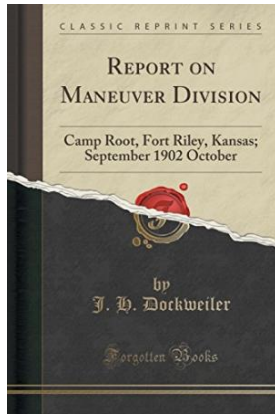 CLASSIC REPRINT SERIES
REPORT ON
MANEUVER DIVISION
Camp Root, Fort Riley, Kansas;
September 1902 October
by
J. H. Dockweiler
Forgotten Books